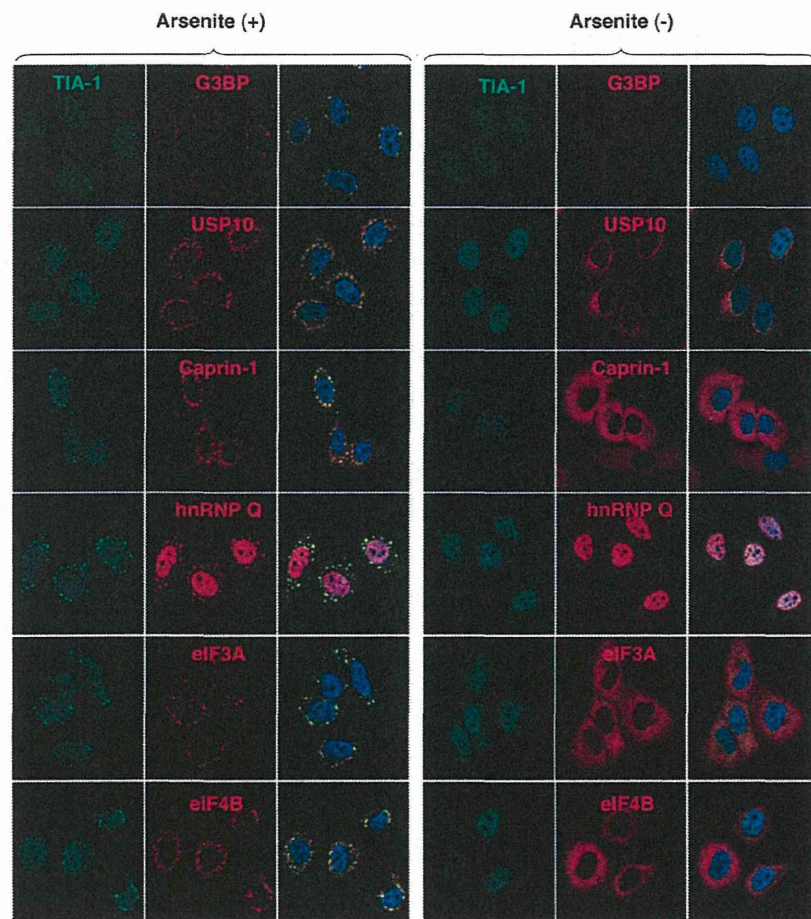 Arsenite (+)
Arsenite (-)
TIA-1
G3BP
TIA-1
G3BP
USP10
USP10
Caprin-1
Caprin-1
hnRNP Q
hnRNP Q
eIF3A
eIF3A
eIF4B
eIF4B